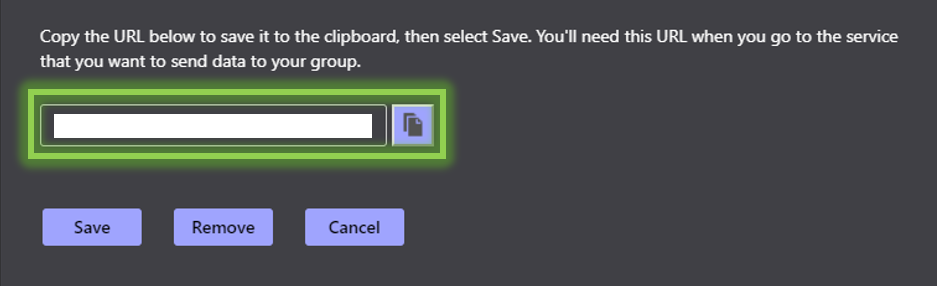 Copy the URL below to save it to the clipboard, then select Save. You'll need this URL when you go to the service
that you want to send data to your group.
Save Remove Cancel